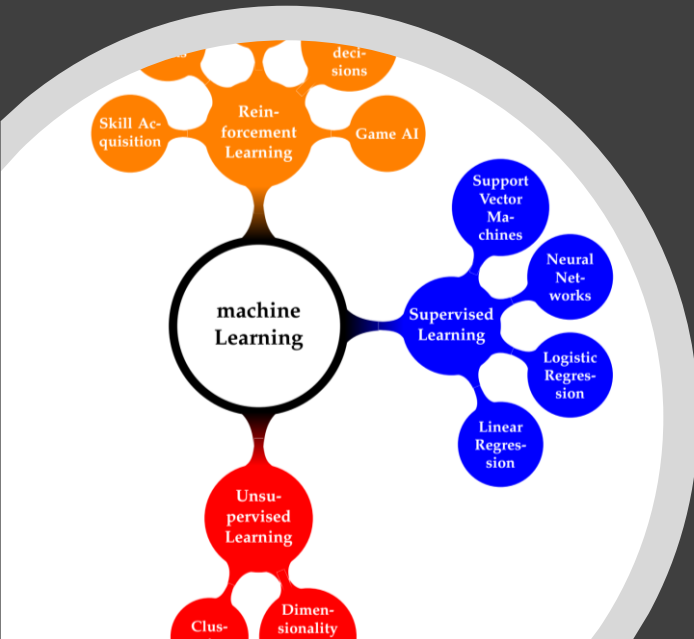 deci-
sions
Rein-
forcement
Learning
Skill Ac-
quisition
Game AI
Support
Vector
Ma-
chines
Neural
Net-
works
machine
Learning
Supervised
Learning
Logistic
Regres-
sion
Linear
Regres-
sion
Unsu-
pervised
Learning
Clus-
Dimen-
sionality